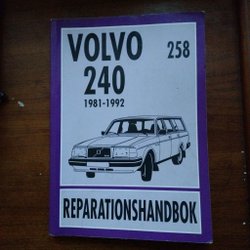 VOLVO 258
240
1981-1992
REPARATIONSHANDBOK